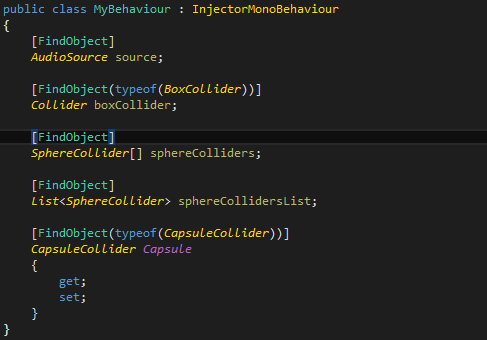 public class MyBehaviour : InjectorMonoBehaviour
{
[FindObject]
AudioSource source;
[FindObject(typeof(BoxCollider))]
Collider boxCollider;
[FindObject]
SphereCollider[] sphereColliders;
[FindObject]
List<SphereCollider> sphereCollidersList;
[FindObject(typeof(CapsuleCollider))]
CapsuleCollider Capsule
{
get;
set;
}
}